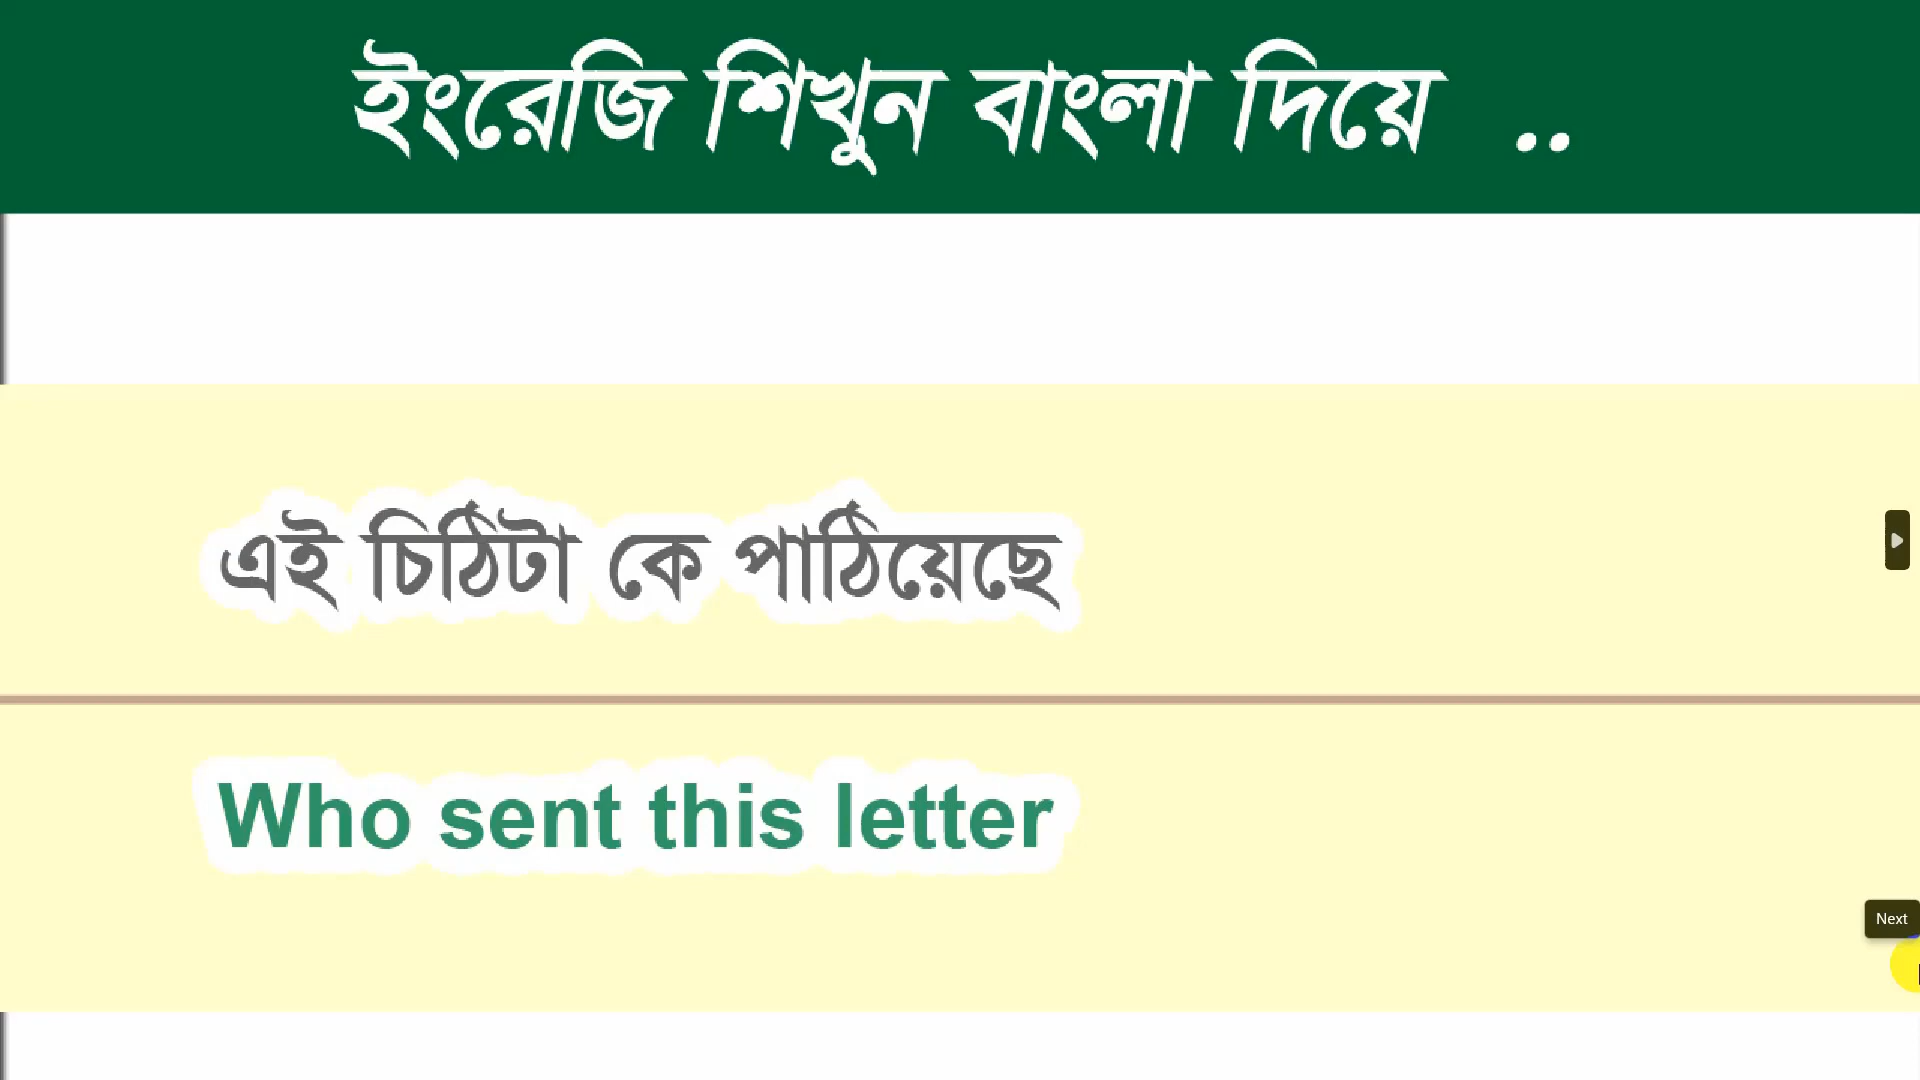 ইংরেজি শিখুন বাংলা দিয়ে ..
এই চিঠিটা কে পাঠিয়েছে
Who sent this letter
Next